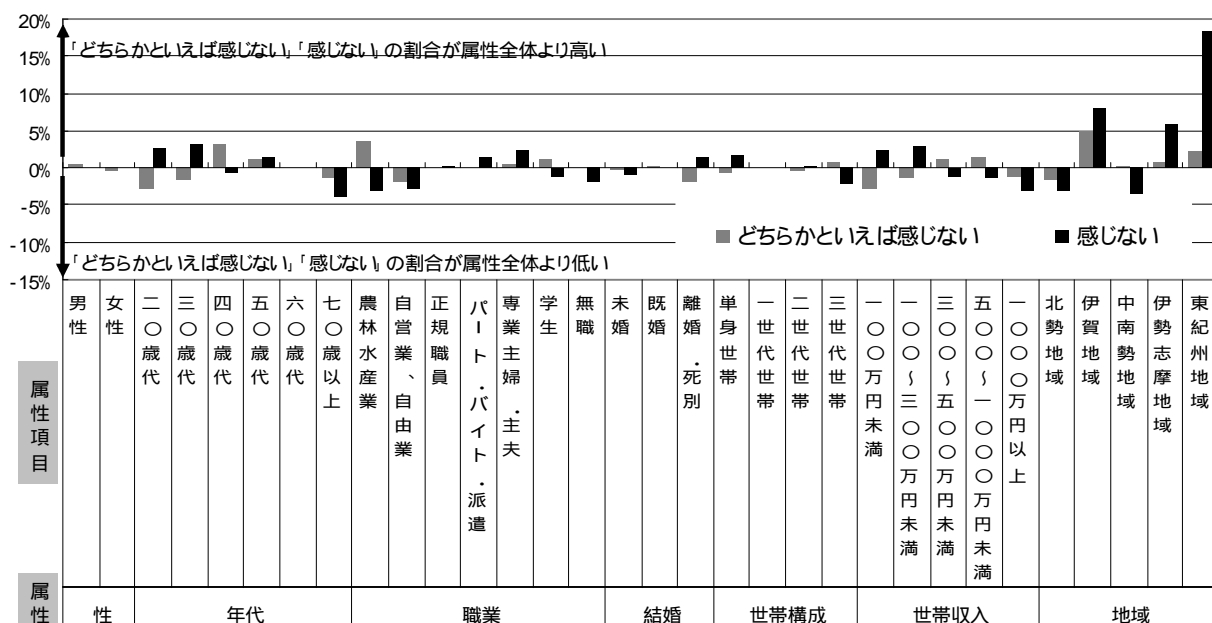 20%
「どちらかといえば感じない」「感じない」の割合が属性全体より高い
15%
10%
5%
0%
-5%
-10%
-15%
どちらかといえば感じない
感じない
「どちらかといえば感じない」「感じない」の割合が属性全体より低い
属性項目
男性
女性
二〇歳代
三〇歳代
四〇歳代
五〇歳代
六〇歳代
七〇歳以上
農林水産業
自営業、自由業
正規職員
パート・バイト・派遣
専業主婦・主夫
学生
無職
未婚
既婚
離婚・死別
単身世帯
一世代世帯
二世代世帯
三世代世帯
一〇〇万円未満
一〇〇~三〇〇万円未満
三〇〇~五〇〇万円未満
五〇〇~一〇〇〇万円未満
一〇〇〇万円以上
北勢地域
伊賀地域
中南勢地域
伊勢志摩地域
東紀州地域
属性
性
年代
職業
結婚
世帯構成
世帯収入
地域